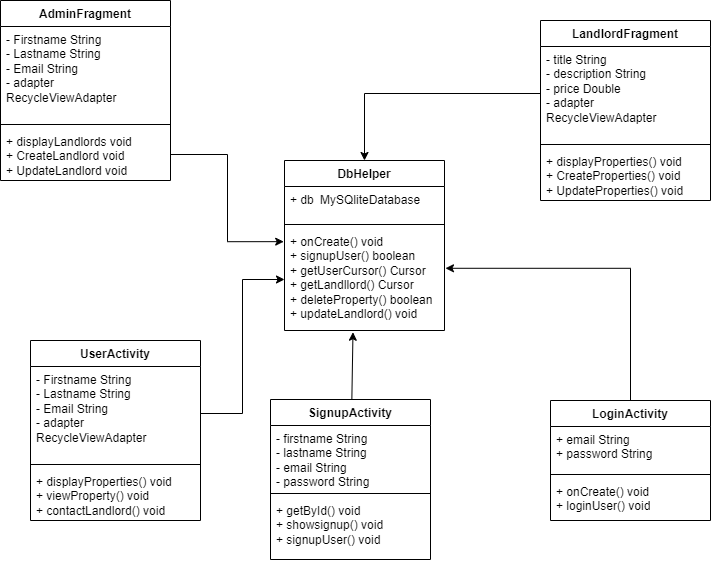 AdminFragment
- Firstname String
- Lastname String
- Email String
- adapter
RecycleViewAdapter
+ displayLandlords void
+ CreateLandlord void
+ UpdateLandlord void
LandlordFragment
- title String
- description String
- price Double
- adapter
RecycleViewAdapter
+ displayProperties() void
+ CreateProperties() void
+ UpdateProperties() void
DbHelper
+ db  MySQliteDatabase
+ onCreate() void
+ signupUser() boolean
+ getUserCursor() Cursor
+ getLandllord() Cursor
+ deleteProperty() boolean
+ updateLandlord() void
UserActivity
- Firstname String
- Lastname String
- Email String
- adapter
RecycleViewAdapter
+ displayProperties() void
+ viewProperty() void
+ contactLandlord() void
SignupActivity
- firstname String
- lastname String
- email String
- password String
+ getById() void
+ showsignup() void
+ signupUser() void
LoginActivity
+ email String
+ password String
+ onCreate() void
+ loginUser() void